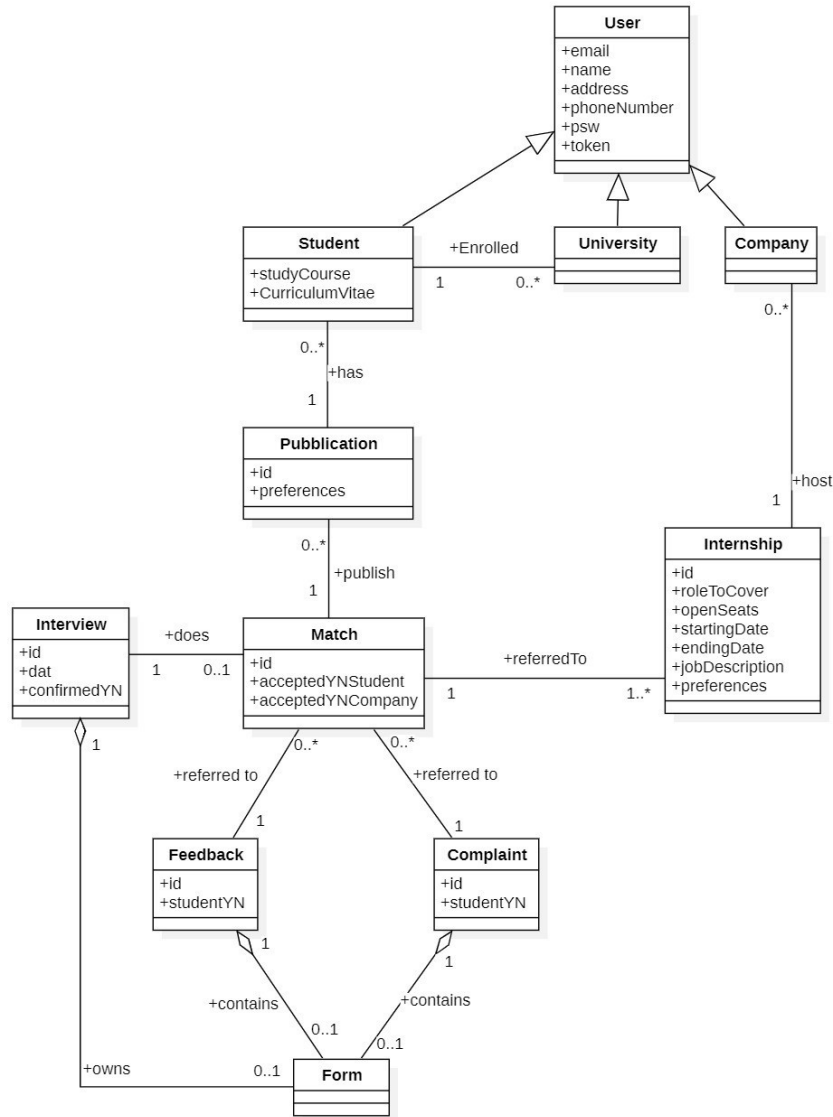 User
+email
+name
+address
+phoneNumber
+psw
+token
Student
+studyCourse
+CurriculumVitae
+Enrolled
1
0..*
University
Company
0..*
0..*
+has
1
Pubblication
+id
+preferences
+host
1
0..*
+publish
1
Internship
+id
+roleToCover
+openSeats
+startingDate
+endingDate
+jobDescription
+preferences
Interview
+id
+dat
+confirmedYN
+does
1
0..1
Match
+id
+acceptedYNStudent
+acceptedYNCompany
+referredTo
1
1..*
1
0..*
0..*
+referred to
+referred to
1
1
Feedback
+id
+studentYN
Complaint
+id
+studentYN
1
1
+contains
+contains
0..1
0..1
+owns
0..1
Form